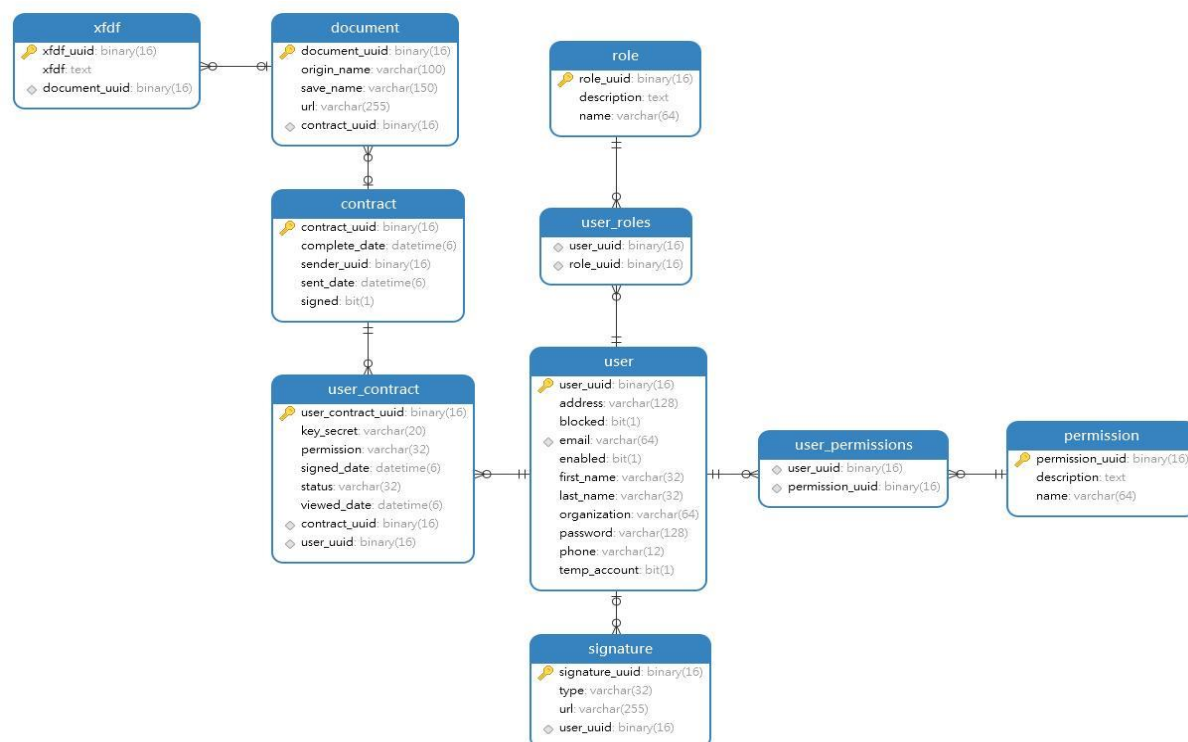 xfdf
xfdf_uuid: binary(16)
xfdf: text
document_uuid: binary(16)
document
document_uuid: binary(16)
origin_name: varchar(100)
save_name: varchar(150)
url: varchar(255)
contract_uuid: binary(16)
role
role_uuid: binary(16)
description: text
name: varchar(64)
contract
contract_uuid: binary(16)
complete_date: datetime(6)
sender_uuid: binary(16)
sent_date: datetime(6)
signed: bit(1)
user_roles
user_uuid: binary(16)
role_uuid: binary(16)
user_contract
user_contract_uuid: binary(16)
key_secret: varchar(20)
permission: varchar(32)
signed_date: datetime(6)
status: varchar(32)
viewed_date: datetime(6)
contract_uuid: binary(16)
user_uuid: binary(16)
user
user_uuid: binary(16)
address: varchar(128)
blocked: bit(1)
email: varchar(64)
enabled: bit(1)
first_name: varchar(32)
last_name: varchar(32)
organization: varchar(64)
password: varchar(128)
phone: varchar(12)
temp_account: bit(1)
user_permissions
user_uuid: binary(16)
permission_uuid: binary(16)
permission
permission_uuid: binary(16)
description: text
name: varchar(64)
signature
signature_uuid: binary(16)
type: varchar(32)
url: varchar(255)
user_uuid: binary(16)